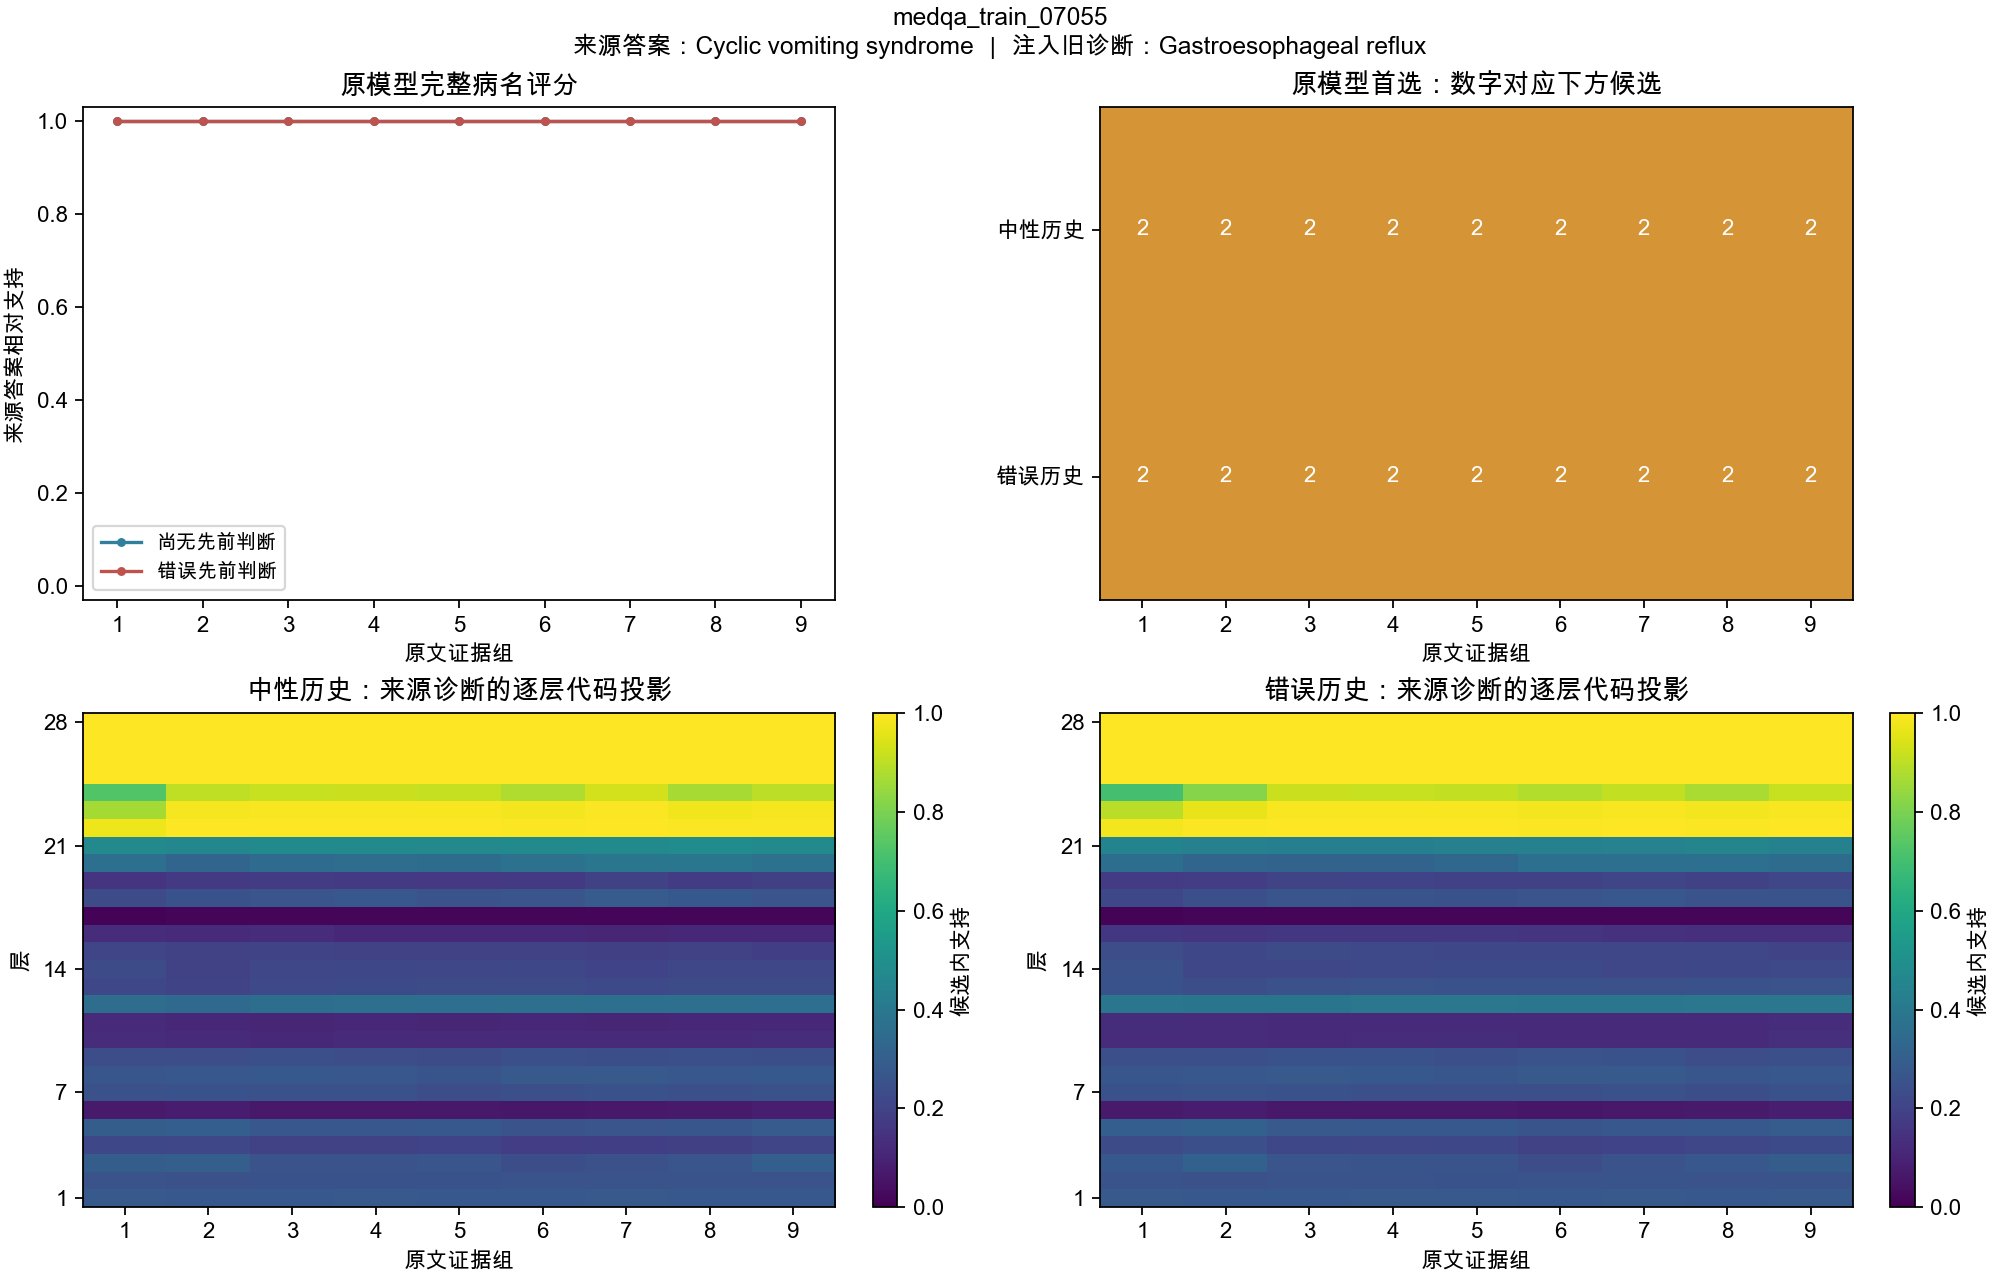 medqa_train_07055
来源答案：Cyclic vomiting syndrome | 注入旧诊断：Gastroesophageal reflux
原模型完整病名评分
来源答案相对支持
1.0
0.8
0.6
0.4
0.2
0.0
尚无先前判断
错误先前判断
1 2 3 4 5 6 7 8 9
原文证据组
原模型首选：数字对应下方候选
中性历史
2 2 2 2 2 2 2 2 2
错误历史
2 2 2 2 2 2 2 2 2
1 2 3 4 5 6 7 8 9
原文证据组
中性历史：来源诊断的逐层代码投影
层
28
21
14
7
1
1 2 3 4 5 6 7 8 9
原文证据组
1.0
0.8
0.6
0.4
0.2
0.0
候选内支持
错误历史：来源诊断的逐层代码投影
层
28
21
14
7
1
1 2 3 4 5 6 7 8 9
原文证据组
1.0
0.8
0.6
0.4
0.2
0.0
候选内支持